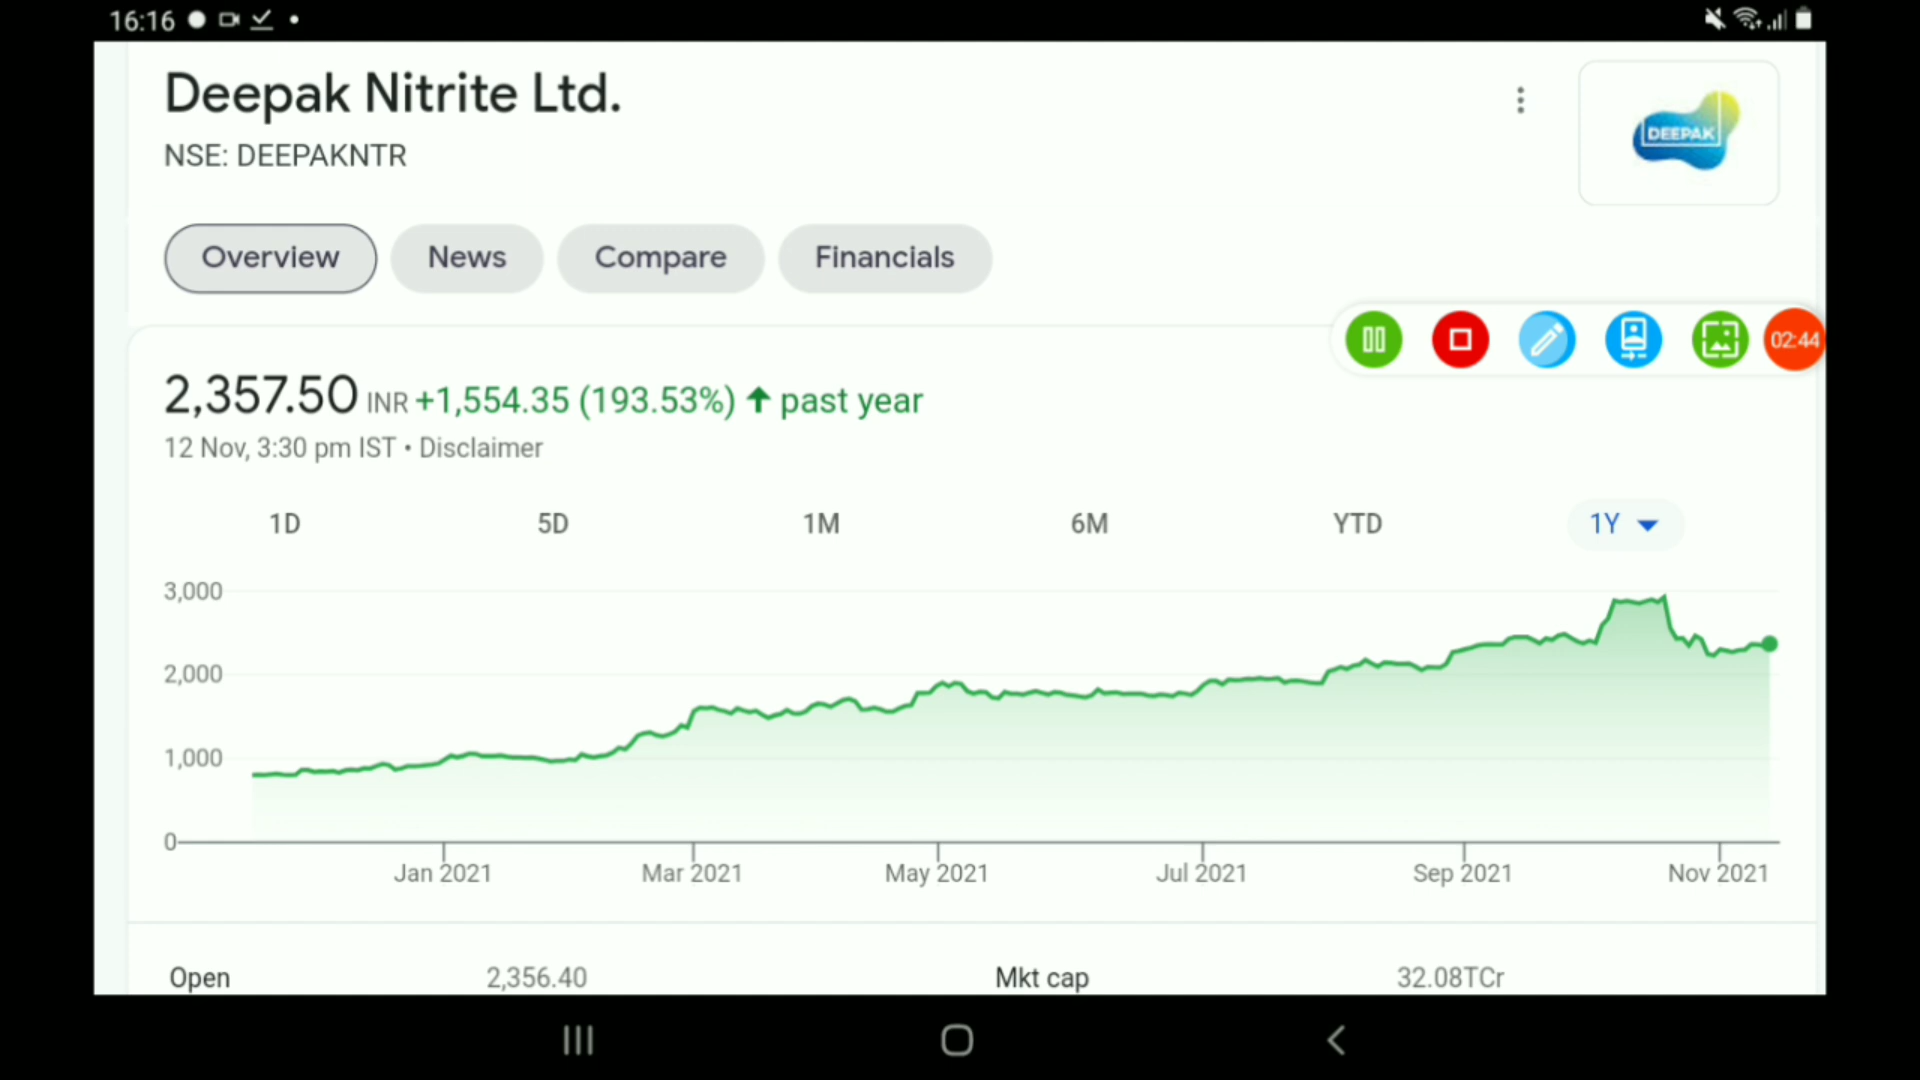 16:16
Deepak Nitrite Ltd.
NSE: DEEPAKNTR
DEEPAK
Overview News Compare Financials
02:44
2,357.50 INR +1,554.35 (193.53%) ↑ past year
12 Nov, 3:30 pm IST • Disclaimer
1D 5D 1M 6M YTD 1Y
3,000
2,000
1,000
0
Jan 2021 Mar 2021 May 2021 Jul 2021 Sep 2021 Nov 2021
Open 2,356.40 Mkt cap 32.08TCr